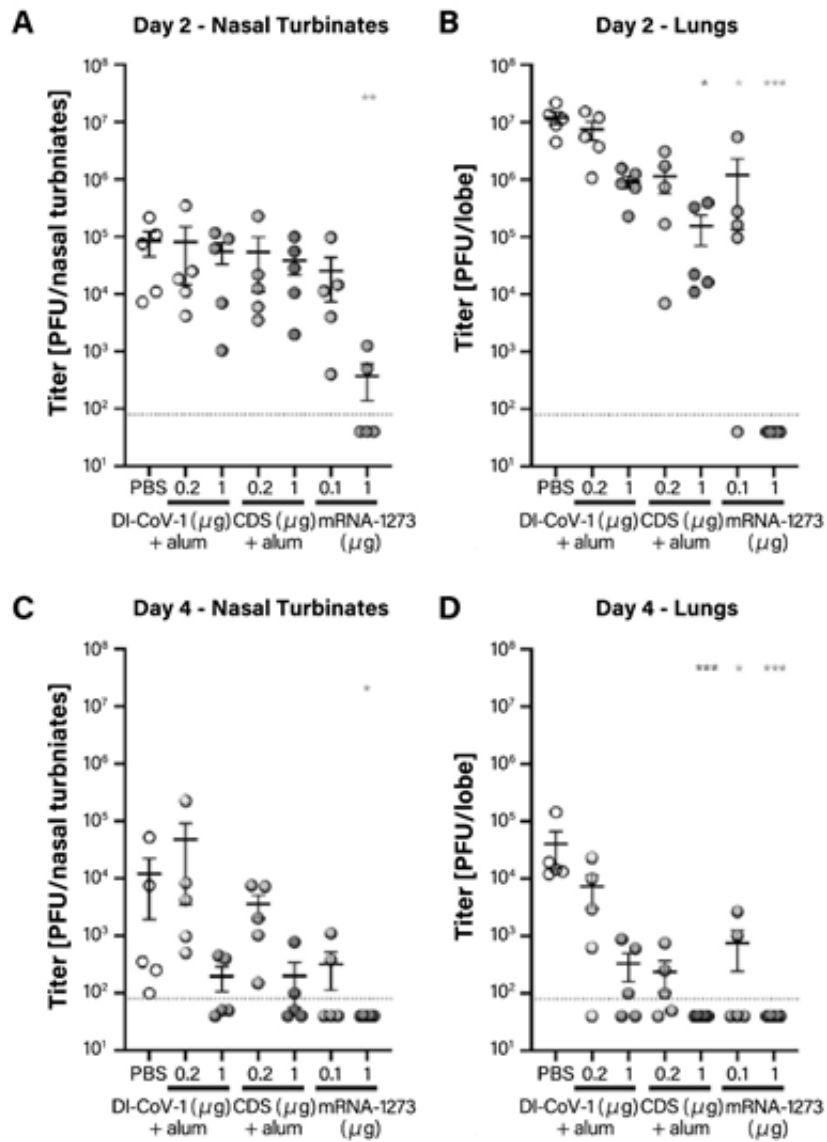 A Day 2 - Nasal Turbinates
Titer [PFU/nasal turbniates]
10⁸
10⁷
10⁶
10⁵
10⁴
10³
10²
10¹
**
PBS 0.2 1 0.2 1 0.1 1
DI-CoV-1 (μg) CDS (μg) mRNA-1273
+ alum + alum (μg)
B Day 2 - Lungs
Titer [PFU/lobe]
10⁸
10⁷
10⁶
10⁵
10⁴
10³
10²
10¹
* * ***
PBS 0.2 1 0.2 1 0.1 1
DI-CoV-1 (μg) CDS (μg) mRNA-1273
+ alum + alum (μg)
C Day 4 - Nasal Turbinates
Titer [PFU/nasal turbniates]
10⁸
10⁷
10⁶
10⁵
10⁴
10³
10²
10¹
*
PBS 0.2 1 0.2 1 0.1 1
DI-CoV-1 (μg) CDS (μg) mRNA-1273
+ alum + alum (μg)
D Day 4 - Lungs
Titer [PFU/lobe]
10⁸
10⁷
10⁶
10⁵
10⁴
10³
10²
10¹
*** * ***
PBS 0.2 1 0.2 1 0.1 1
DI-CoV-1 (μg) CDS (μg) mRNA-1273
+ alum + alum (μg)